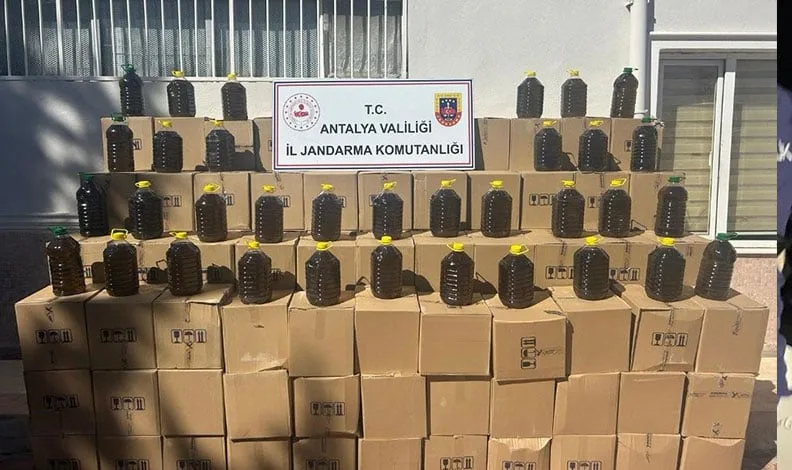 T.C.
ANTALYA VALİLİĞİ
İL JANDARMA KOMUTANLIĞI